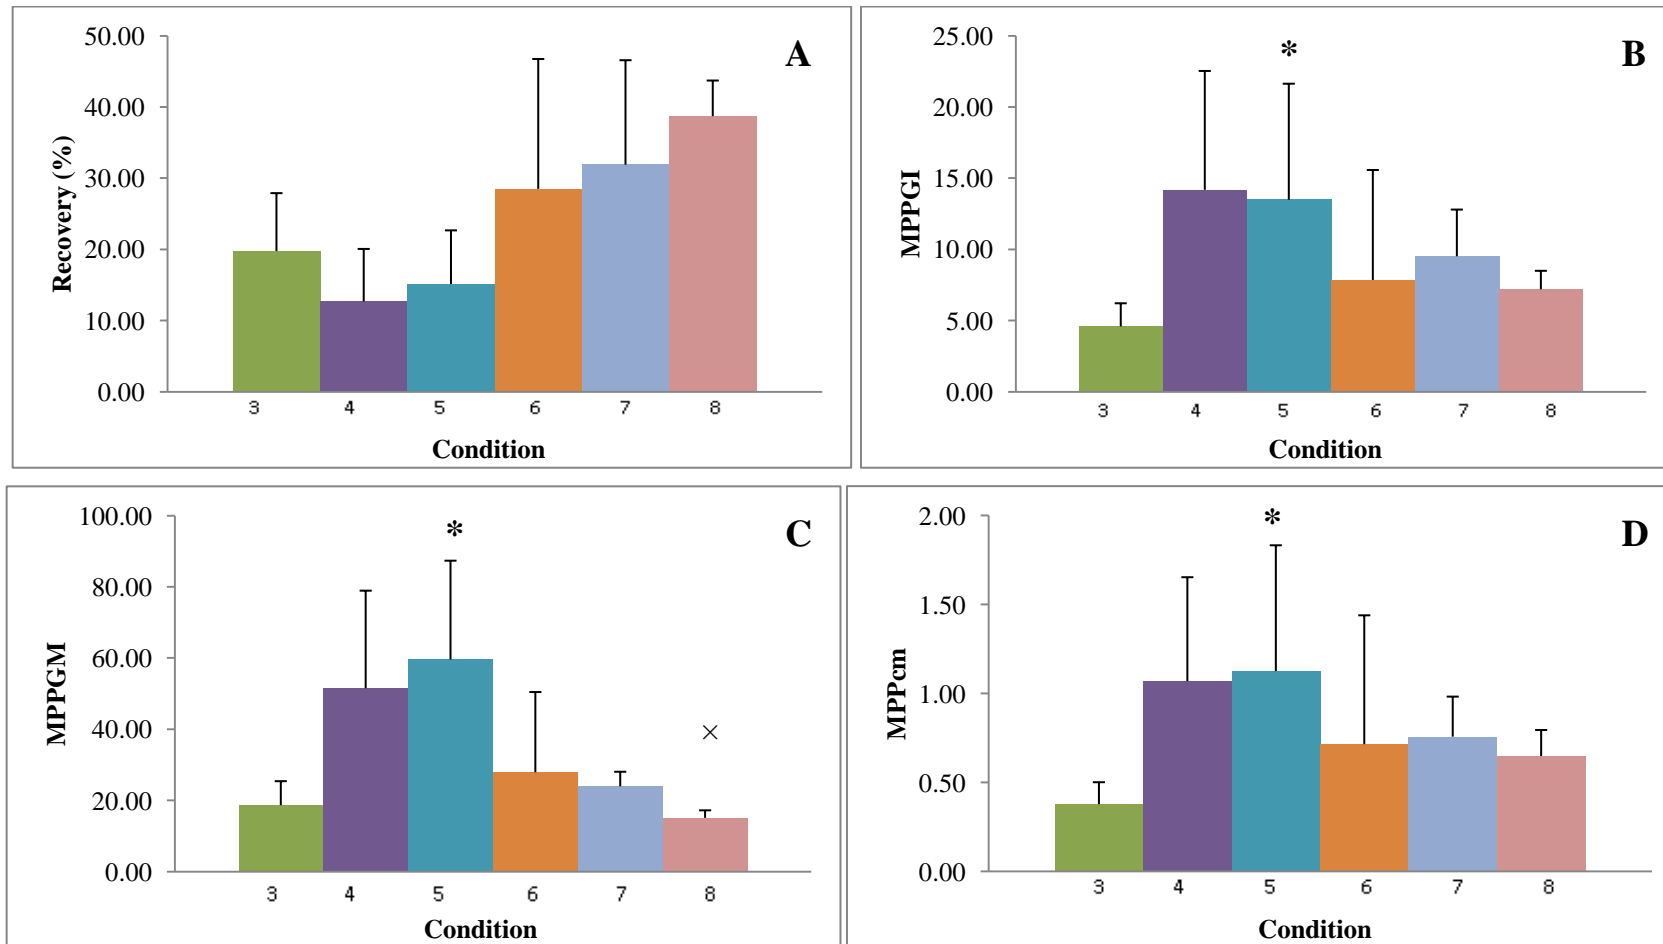 A
50.00
40.00
30.00
20.00
10.00
0.00
Recovery (%)
3 4 5 6 7 8
Condition
B
25.00
20.00
15.00
10.00
5.00
0.00
MPPGI
*
3 4 5 6 7 8
Condition
C
100.00
80.00
60.00
40.00
20.00
0.00
MPPGM
*
×
3 4 5 6 7 8
Condition
D
2.00
1.50
1.00
0.50
0.00
MPPcm
*
3 4 5 6 7 8
Condition